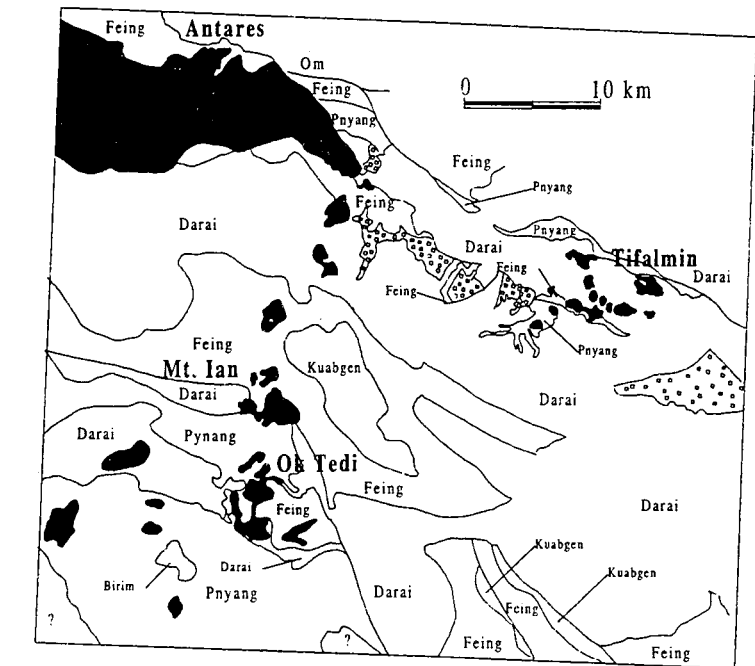 Feing
Antares
Om
0 10 km
Feing
Pnyang
Feing
Pnyang
Feing
Darai
Pnyang
Darai
Tifalmin
Feing
Darai
Feing
Feing
Pnyang
Mt. Ian
Kuabgen
Darai
Darai
Darai
Pynang
Ok Tedi
Feing
Feing
Darai
Kuabgen
Darai
Kuabgen
Birim
Pnyang
Darai
Feing
?
?
Feing
Feing